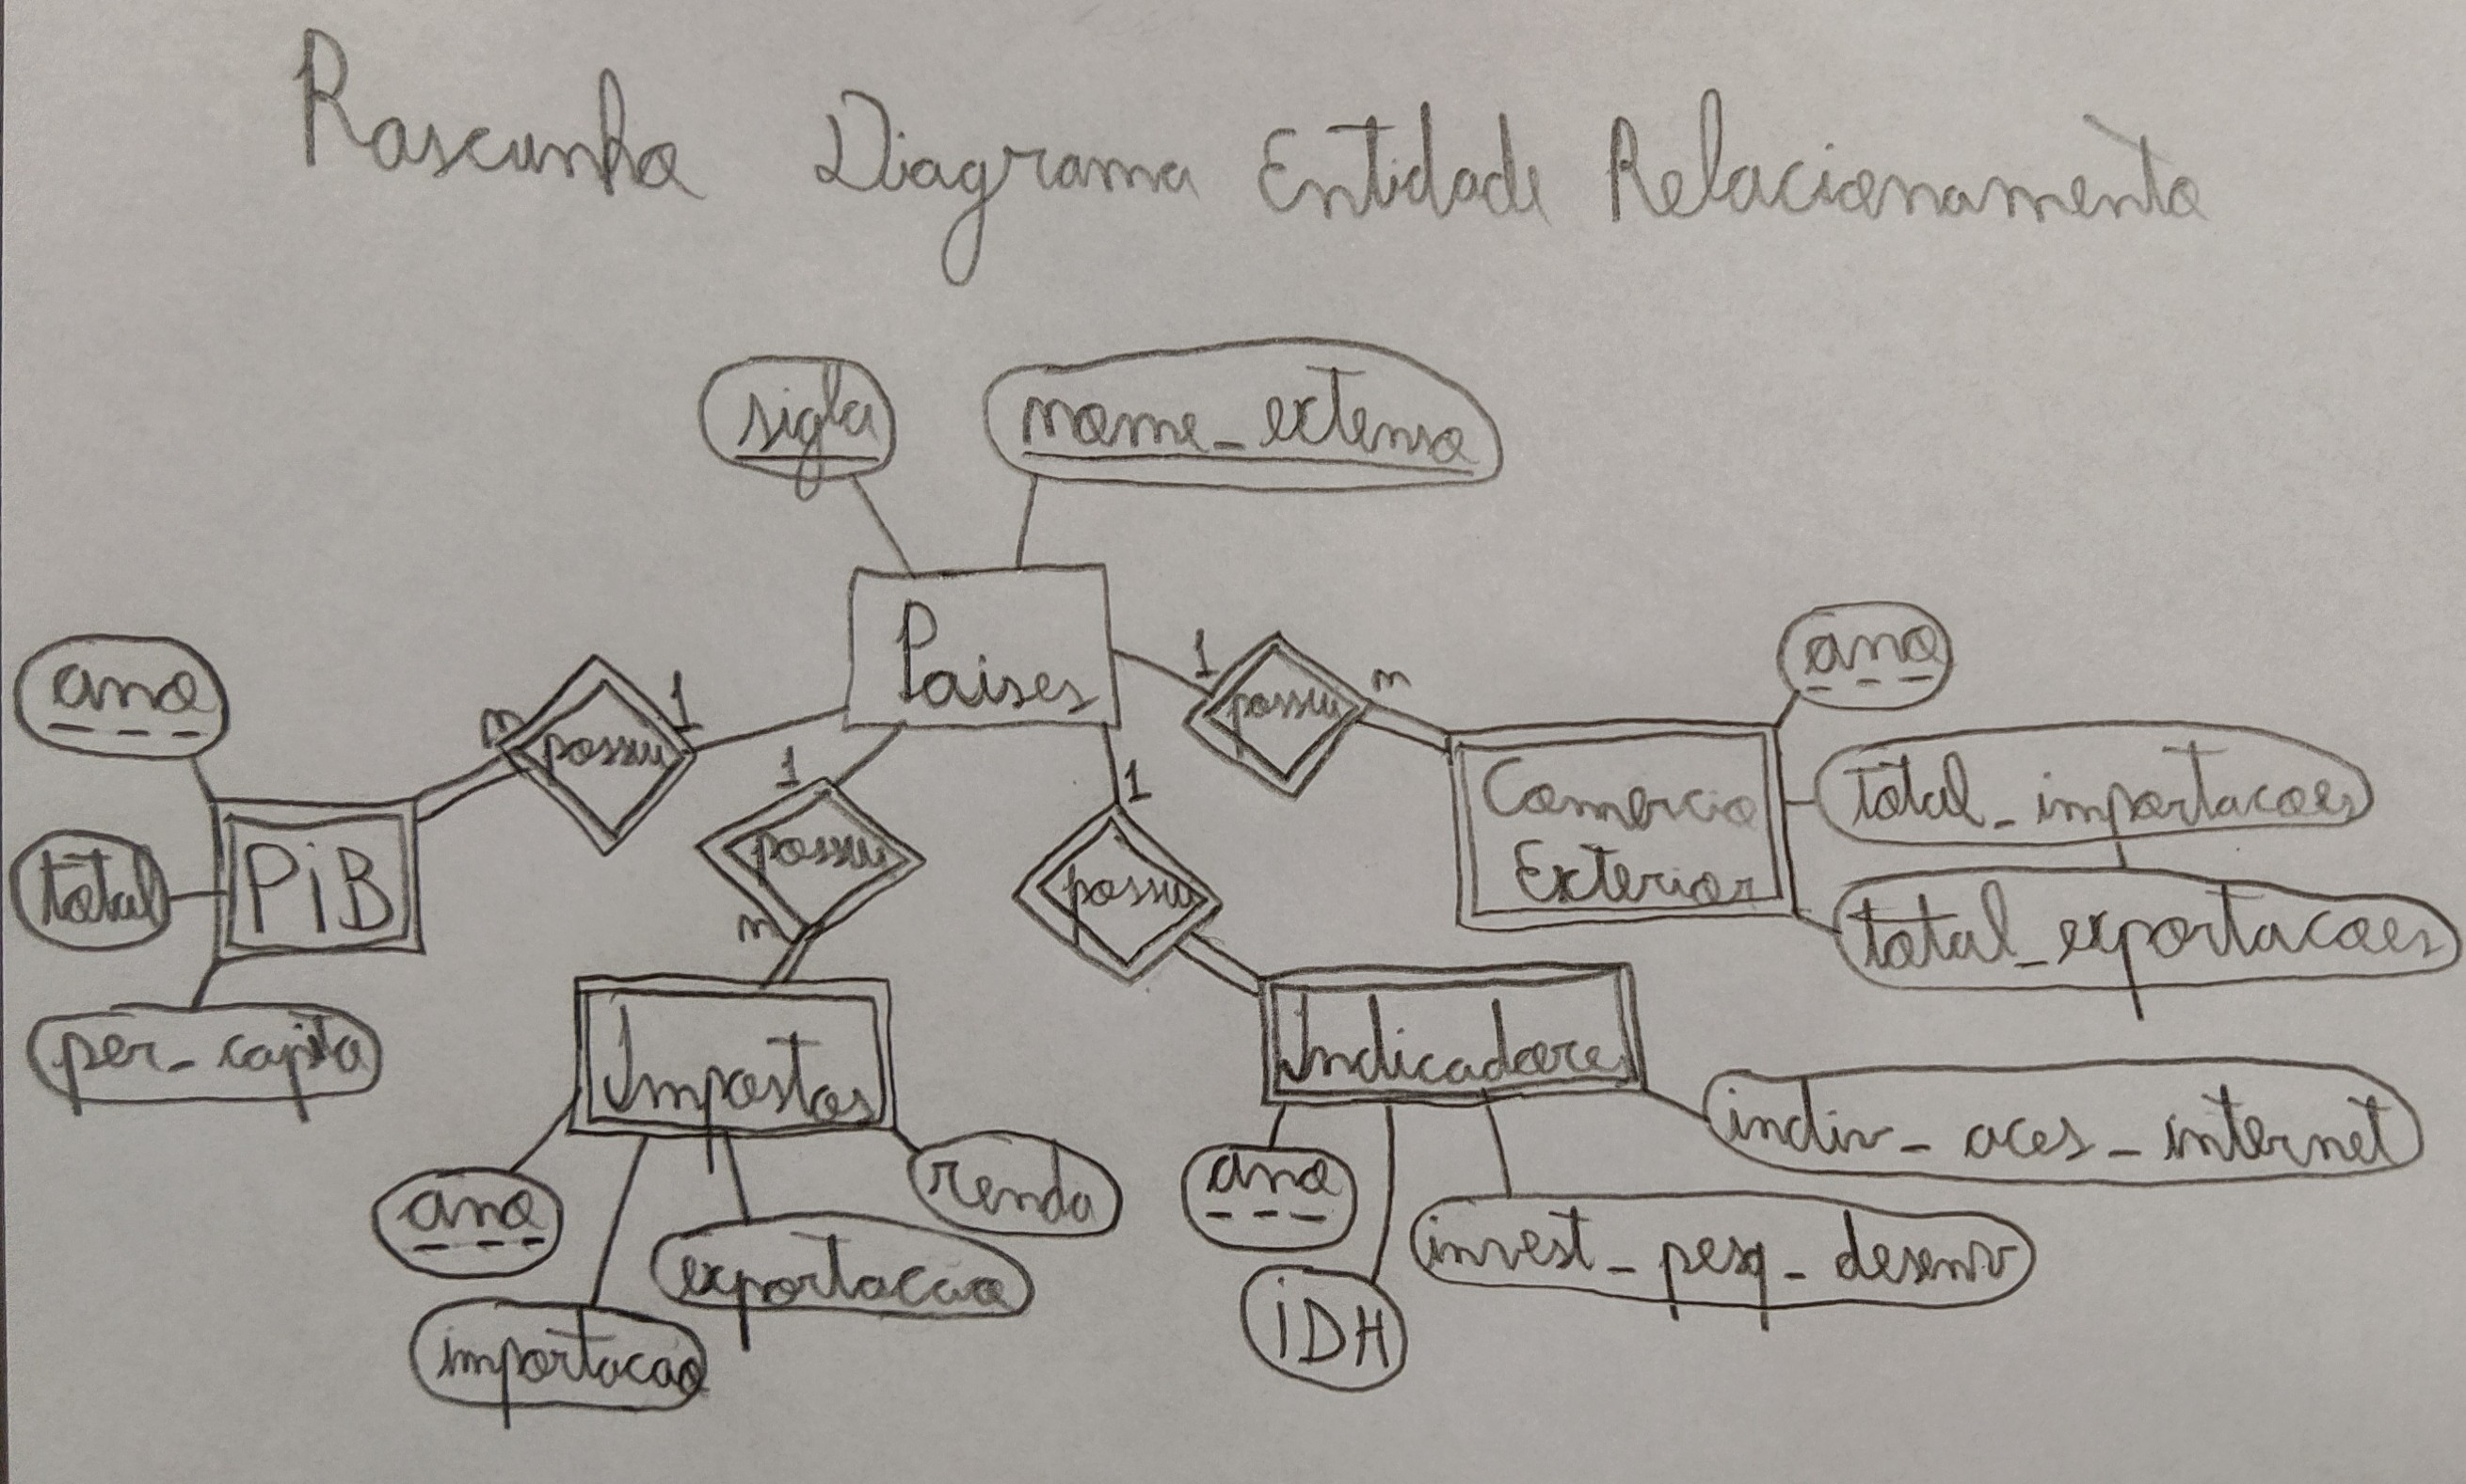 Rascunho Diagrama Entidade Relacionamento
sigla
nome_extenso
Paises
ano
n
possui
1
1
possui
n
ano
total
PiB
per_capita
1
possui
n
1
possui
Comercio
Exterior
total_importacoes
total_exportacoes
Impostos
ano
importacao
exportacao
renda
Indicadores
ano
iDH
invest_pesq_desenv
indiv_aces_internet